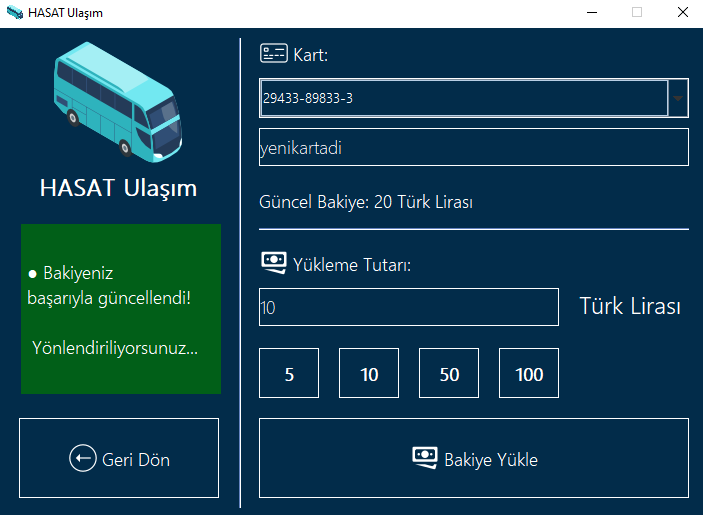 HASAT Ulaşım
HASAT Ulaşım
● Bakiyeniz
başarıyla güncellendi!
Yönlendiriliyorsunuz...
Geri Dön
Kart:
29433-89833-3
yenikartadi
Güncel Bakiye: 20 Türk Lirası
Yükleme Tutarı:
10 Türk Lirası
5 10 50 100
Bakiye Yükle